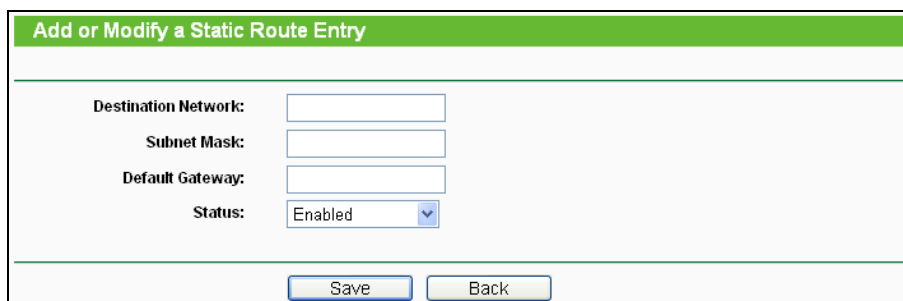 Add or Modify a Static Route Entry
Destination Network:
Subnet Mask:
Default Gateway:
Status: Enabled
Save Back